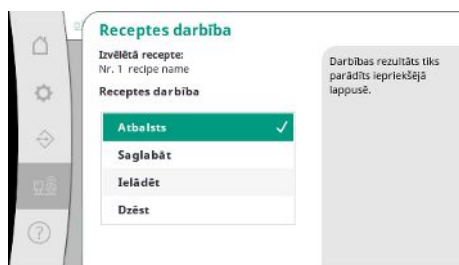 Receptes darbība
Izvēlētā recepte:
Nr. 1 recipe name
Receptes darbība
Atbalsts
Saglabāt
Ielādēt
Dzēst
Darbības rezultāts tiks
parādīts iepriekšējā
lappusē.